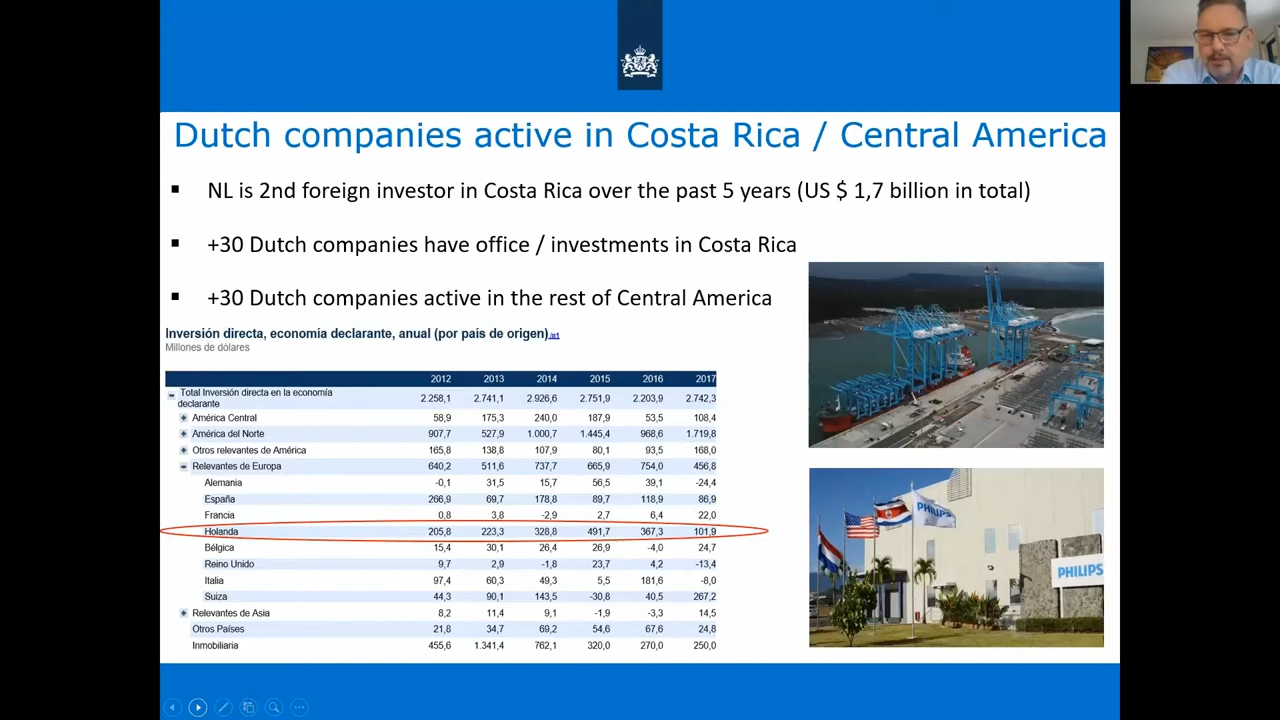 Dutch companies active in Costa Rica / Central America
▪ NL is 2nd foreign investor in Costa Rica over the past 5 years (US $ 1,7 billion in total)
▪ +30 Dutch companies have office / investments in Costa Rica
▪ +30 Dutch companies active in the rest of Central America
Inversión directa, economía declarante, anual (por pais de origen)./n1
Millones de dólares
2012 2013 2014 2015 2016 2017
Total Inversión directa en la economía
declarante 2.258,1 2.741,1 2.926,6 2.751,9 2.203,9 2.742,3
América Central 58,9 175,3 240,0 187,9 53,5 108,4
América del Norte 907,7 527,9 1.000,7 1.445,4 968,6 1.719,8
Otros relevantes de América 165,8 138,8 107,9 80,1 93,5 168,0
Relevantes de Europa 640,2 511,6 737,7 665,9 754,0 456,8
Alemania -0,1 31,5 15,7 56,5 39,1 -24,4
España 266,9 69,7 178,8 89,7 118,9 86,9
Francia 0,8 3,8 -2,9 2,7 6,4 22,0
Holanda 205,8 223,3 328,8 491,7 367,3 101,9
Bélgica 15,4 30,1 26,4 26,9 -4,0 24,7
Reino Unido 9,7 2,9 -1,8 23,7 4,2 -13,4
Italia 97,4 60,3 49,3 5,5 181,6 -8,0
Suiza 44,3 90,1 143,5 -30,8 40,5 267,2
Relevantes de Asia 8,2 11,4 9,1 -1,9 -3,3 14,5
Otros Países 21,8 34,7 69,2 54,6 67,6 24,8
Inmobiliaria 455,6 1.341,4 762,1 320,0 270,0 250,0
PHILIPS
PHILIPS